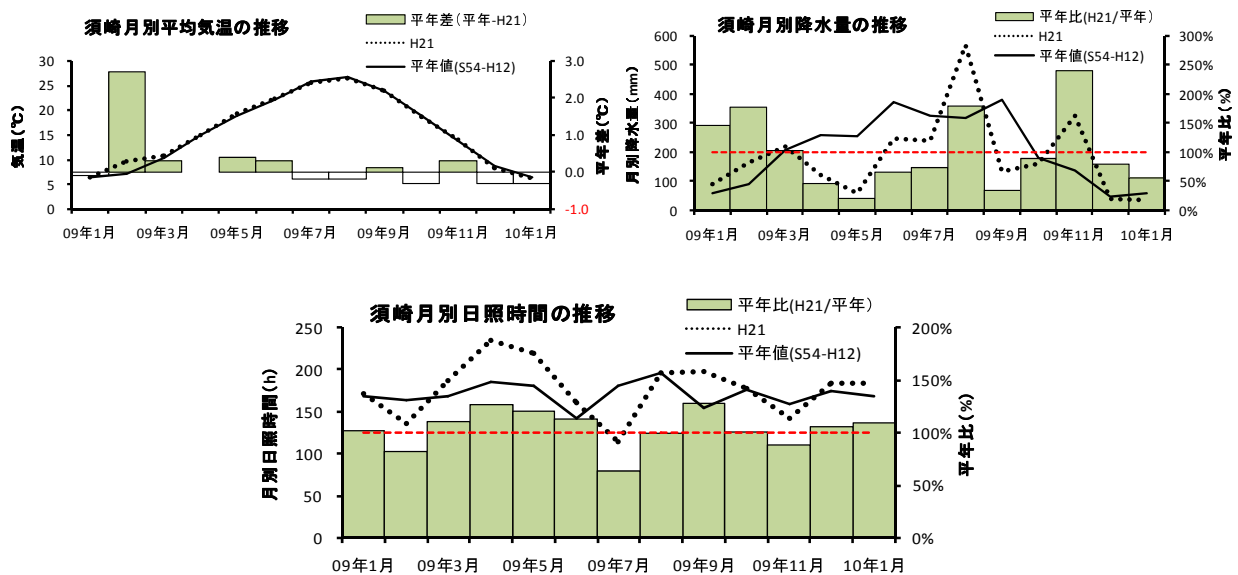 須崎月別平均気温の推移
平年差(平年-H21)
H21
平年値(S54-H12)
気温(℃)
30
25
20
15
10
5
0
3.0
2.0
1.0
0.0
-1.0
平年差(℃)
09年1月 09年3月 09年5月 09年7月 09年9月 09年11月 10年1月
須崎月別降水量の推移
平年比(H21/平年)
H21
平年値(S54-H12)
月別降水量(mm)
600
500
400
300
200
100
0
300%
250%
200%
150%
100%
50%
0%
平年比(%)
09年1月 09年3月 09年5月 09年7月 09年9月 09年11月 10年1月
須崎月別日照時間の推移
平年比(H21/平年)
H21
平年値(S54-H12)
月別日照時間(h)
250
200
150
100
50
0
200%
150%
100%
50%
0%
平年比(%)
09年1月 09年3月 09年5月 09年7月 09年9月 09年11月 10年1月